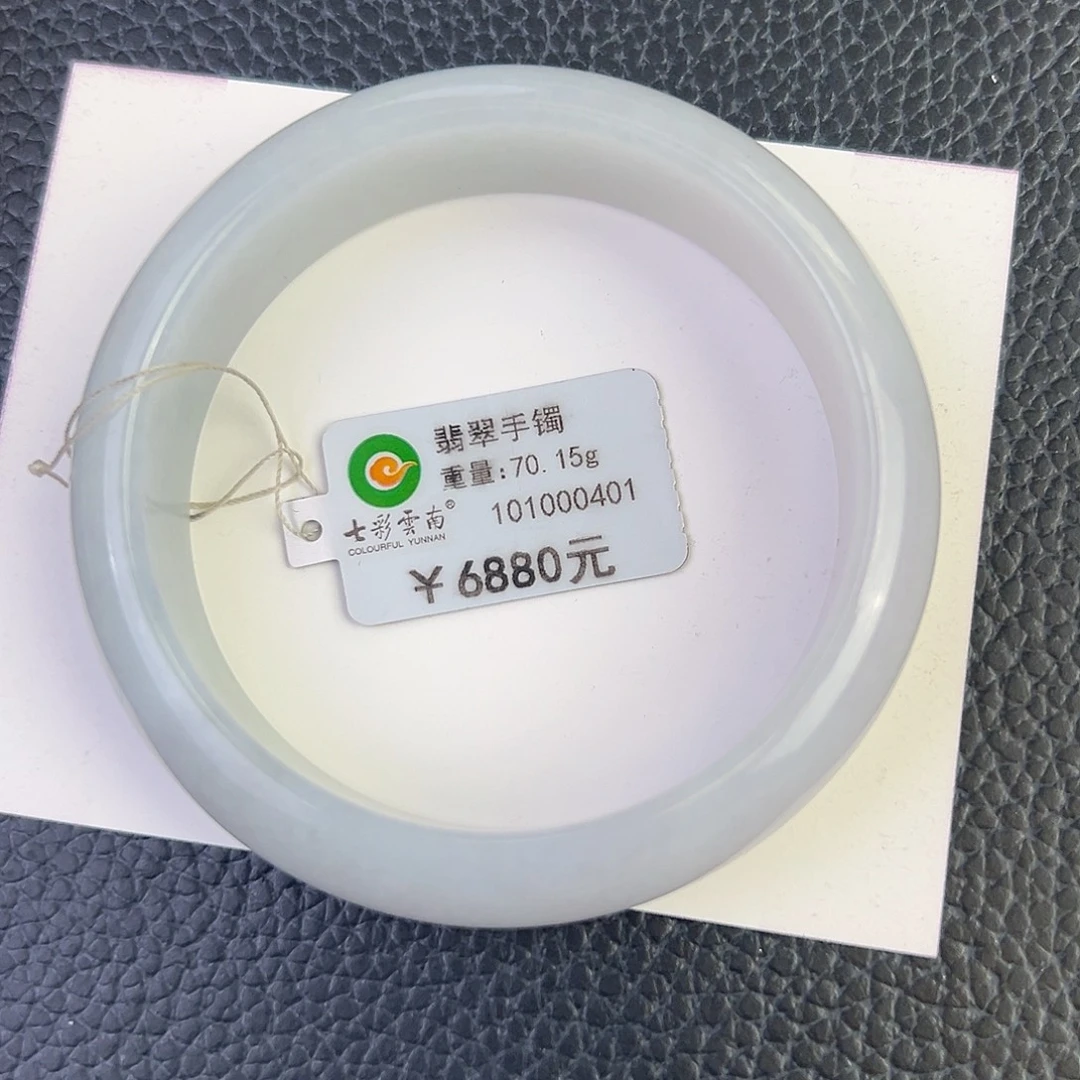 翡翠手镯
重量:70.15g
101000401
七彩雲南®
COLOURFUL YUNNAN
￥6880元